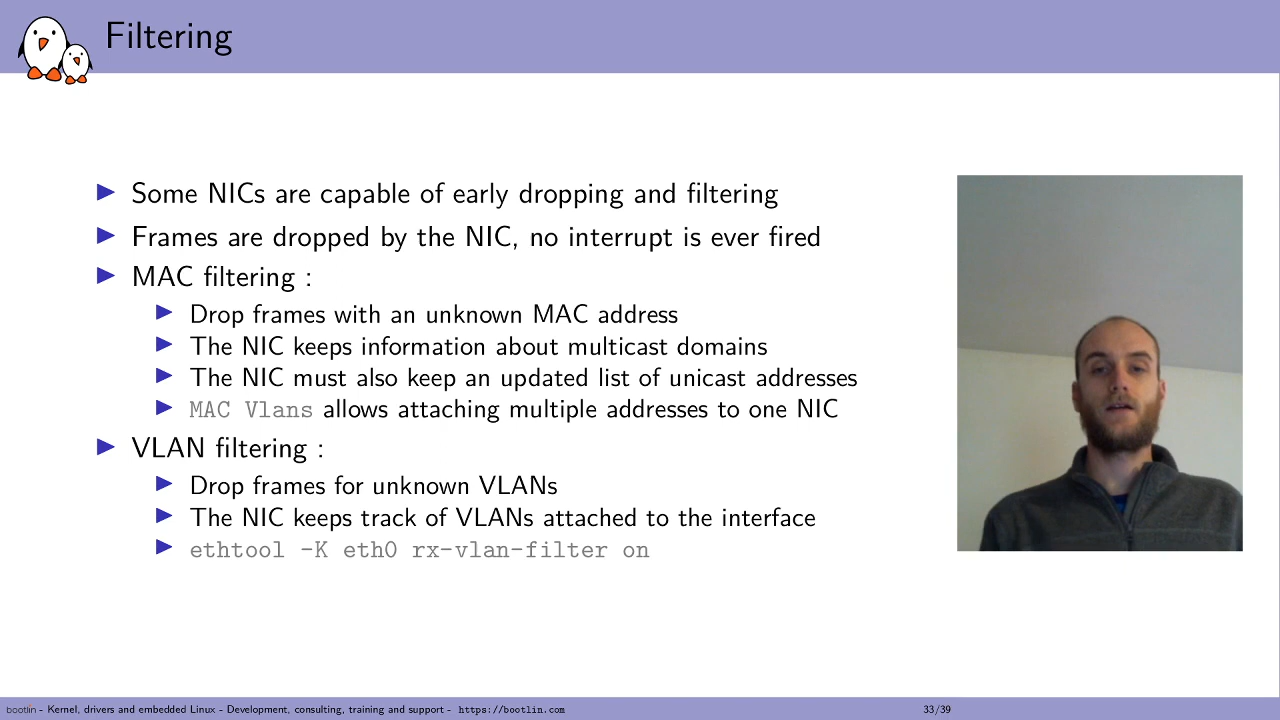 Filtering
Some NICs are capable of early dropping and filtering
Frames are dropped by the NIC, no interrupt is ever fired
MAC filtering :
Drop frames with an unknown MAC address
The NIC keeps information about multicast domains
The NIC must also keep an updated list of unicast addresses
MAC Vlans allows attaching multiple addresses to one NIC
VLAN filtering :
Drop frames for unknown VLANs
The NIC keeps track of VLANs attached to the interface
ethtool -K eth0 rx-vlan-filter on
bootlin - Kernel, drivers and embedded Linux - Development, consulting, training and support - https://bootlin.com
33/39